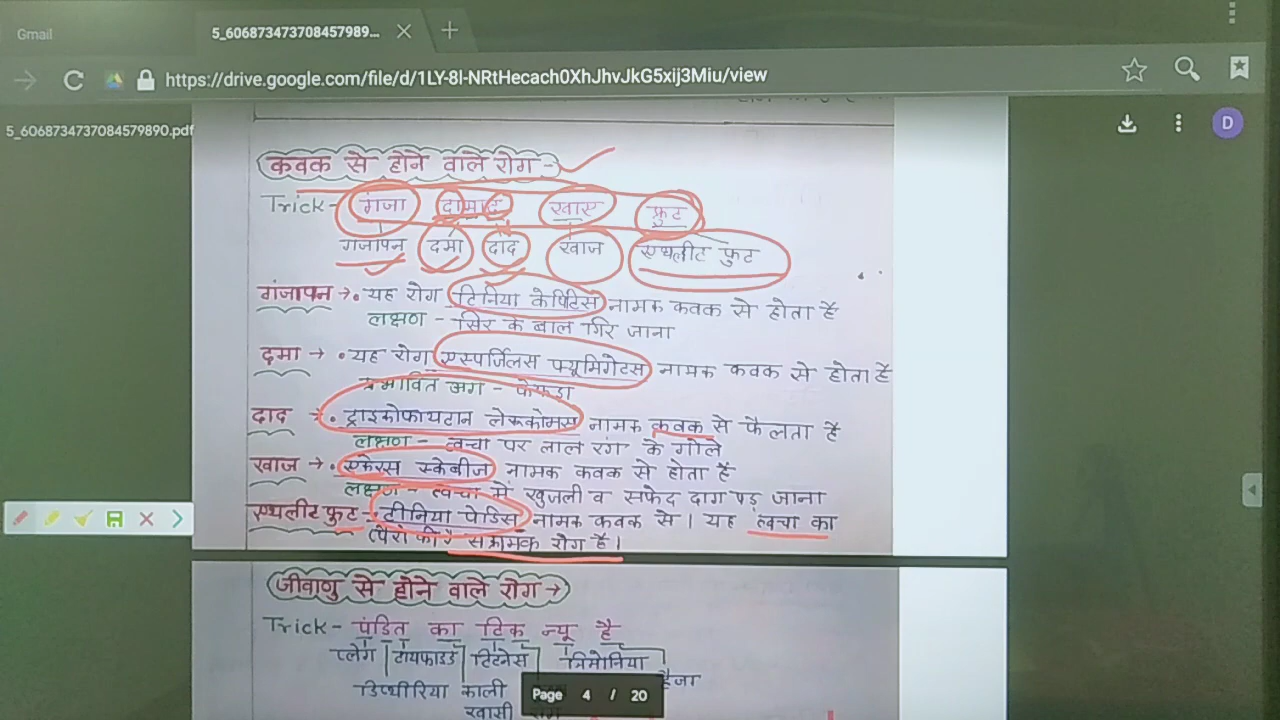 Gmail
5_606873473708457989...
https://drive.google.com/file/d/1LY-8l-NRtHecach0XhJhvJkG5xij3Miu/view
5_6068734737084579890.pdf
D
कवक से होने वाले रोग -
Trick- गंजा दामाद खास फुट
गंजापन दमा दाद खाज एथलीट फुट
गंजापन → यह रोग टिनिया केपिटिस नामक कवक से होता है
लक्षण - सिर के बाल गिर जाना
दमा → यह रोग एस्पर्जिलस फ्यूमिगेटस नामक कवक से होता है
प्रभावित अंग - फेफड़ा
दाद → ट्राइकोफायटान लेरूकोमस नामक कवक से फैलता है
लक्षण - त्वचा पर लाल रंग के गोले
खाज → एकेरस स्केबीज नामक कवक से होता है
लक्षण - त्वचा में खुजली व सफेद दाग पड़ जाना
एथलीट फुट - टीनिया पेडिस नामक कवक से । यह त्वचा का
(पैरो की) संक्रामक रोग है।
जीवाणु से होने वाले रोग →
Trick- पंडित का टिक न्यू है
प्लेग टायफाइड टिटनेस निमोनिया
डिप्थीरिया काली हैजा
खासी
Page 4 / 20